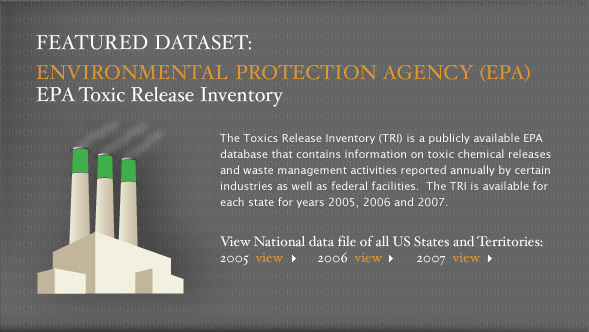 FEATURED DATASET:
ENVIRONMENTAL PROTECTION AGENCY (EPA)
EPA Toxic Release Inventory
The Toxics Release Inventory (TRI) is a publicly available EPA
database that contains information on toxic chemical releases
and waste management activities reported annually by certain
industries as well as federal facilities. The TRI is available for
each state for years 2005, 2006 and 2007.
View National data file of all US States and Territories:
2005 view 2006 view 2007 view